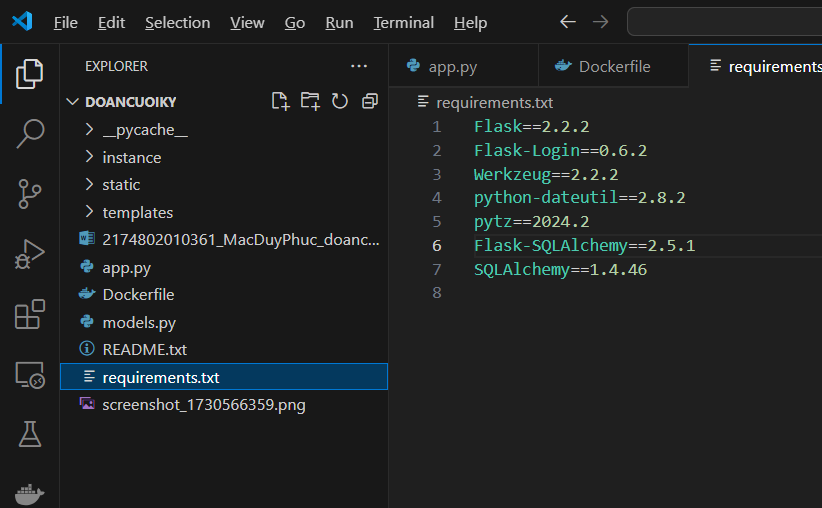 File Edit Selection View Go Run Terminal Help
EXPLORER
DOANCUOIKY
__pycache__
instance
static
templates
2174802010361_MacDuyPhuc_doanc...
app.py
Dockerfile
models.py
README.txt
requirements.txt
screenshot_1730566359.png
app.py Dockerfile requirements
requirements.txt
1 Flask==2.2.2
2 Flask-Login==0.6.2
3 Werkzeug==2.2.2
4 python-dateutil==2.8.2
5 pytz==2024.2
6 Flask-SQLAlchemy==2.5.1
7 SQLAlchemy==1.4.46
8